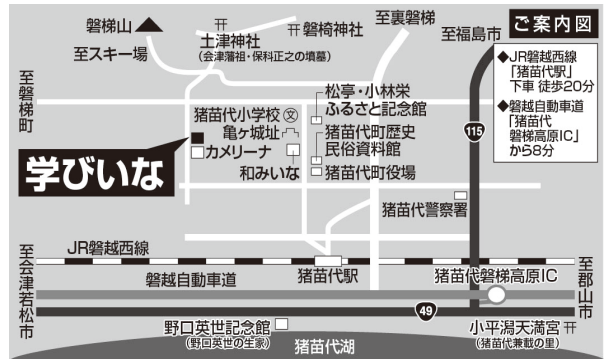 ご案内図
◆JR磐越西線
「猪苗代駅」
下車 徒歩20分
◆磐越自動車道
「猪苗代
磐梯高原IC」
から8分
磐梯山
至スキー場
土津神社
(会津藩祖・保科正之の墳墓)
磐椅神社
至裏磐梯
至福島市
至磐梯町
猪苗代小学校
文
亀ヶ城址
カメリーナ
学びいな
和みいな
松亭・小林栄
ふるさと記念館
猪苗代町歴史
民俗資料館
猪苗代町役場
115
猪苗代警察署
至会津若松市
JR磐越西線
磐越自動車道
猪苗代駅
猪苗代磐梯高原IC
至郡山市
49
野口英世記念館
(野口英世の生家)
猪苗代湖
小平潟天満宮
(猪苗代兼載の里)